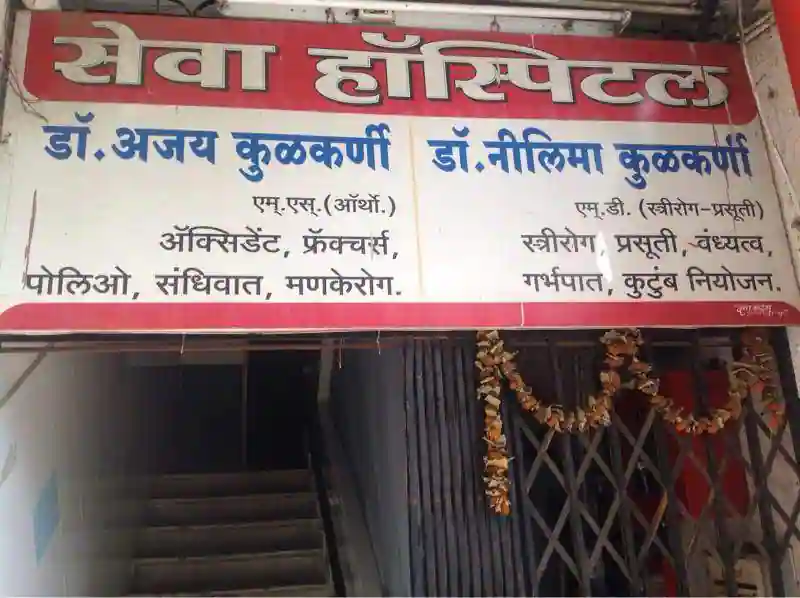 सेवा हॉस्पिटल
डॉ. अजय कुळकर्णी
एम्.एस्.(ऑर्थो.)
ॲक्सिडेंट, फ्रॅक्चर्स,
पोलिओ, संधिवात, मणकेरोग.
डॉ. नीलिमा कुळकर्णी
एम्.डी. (स्त्रीरोग-प्रसूती)
स्त्रीरोग, प्रसूती, वंध्यत्व,
गर्भपात, कुटुंब नियोजन.